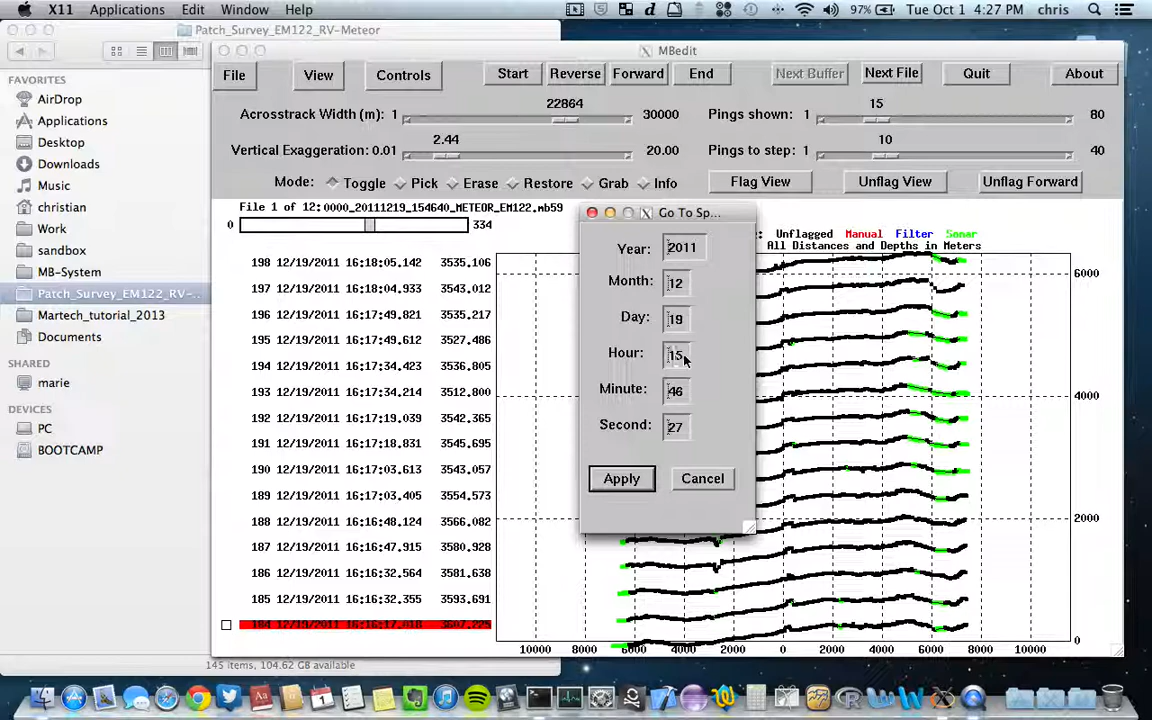 X11 Applications Edit Window Help 97% Tue Oct 1 4:27 PM chris
Patch_Survey_EM122_RV-Meteor
MBedit
File View Controls Start Reverse Forward End Next Buffer Next File Quit About
FAVORITES
AirDrop
Applications
Desktop
Downloads
Music
christian
Work
sandbox
MB-System
Patch_Survey_EM122_RV-...
Martech_tutorial_2013
Documents
SHARED
marie
DEVICES
PC
BOOTCAMP
22864
Acrosstrack Width (m): 1 30000
15
Pings shown: 1 80
2.44
Vertical Exaggeration: 0.01 20.00
10
Pings to step: 1 40
Mode: Toggle Pick Erase Restore Grab Info Flag View Unflag View Unflag Forward
File 1 of 12: 0000_20111219_154640_METEOR_EM122.mb59
0 334
: Unflagged Manual Filter Sonar
All Distances and Depths in Meters
198 12/19/2011 16:18:05.142 3535.106
197 12/19/2011 16:18:04.933 3543.012
196 12/19/2011 16:17:49.821 3535.217
195 12/19/2011 16:17:49.612 3527.486
194 12/19/2011 16:17:34.423 3536.805
193 12/19/2011 16:17:34.214 3512.800
192 12/19/2011 16:17:19.039 3542.365
191 12/19/2011 16:17:18.831 3545.695
190 12/19/2011 16:17:03.613 3543.057
189 12/19/2011 16:17:03.405 3554.573
188 12/19/2011 16:16:48.124 3566.082
187 12/19/2011 16:16:47.915 3580.928
186 12/19/2011 16:16:32.564 3581.638
185 12/19/2011 16:16:32.355 3593.691
184 12/19/2011 16:16:17.018 3607.225
Go To Sp...
Year: 2011
Month: 12
Day: 19
Hour: 15
Minute: 46
Second: 27
Apply Cancel
6000
4000
2000
0
10000 8000 6000 4000 2000 0 2000 4000 6000 8000 10000
145 items, 104.62 GB available